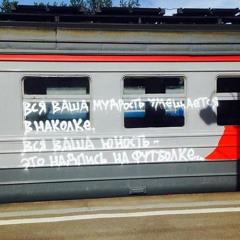 ВСЯ ВАША МУДРОСТЬ УМЕЩАЕТСЯ
В НАКОЛКЕ.
ВСЯ ВАША ЮНОСТЬ -
ЭТО НАДПИСЬ НА ФУТБОЛКЕ...